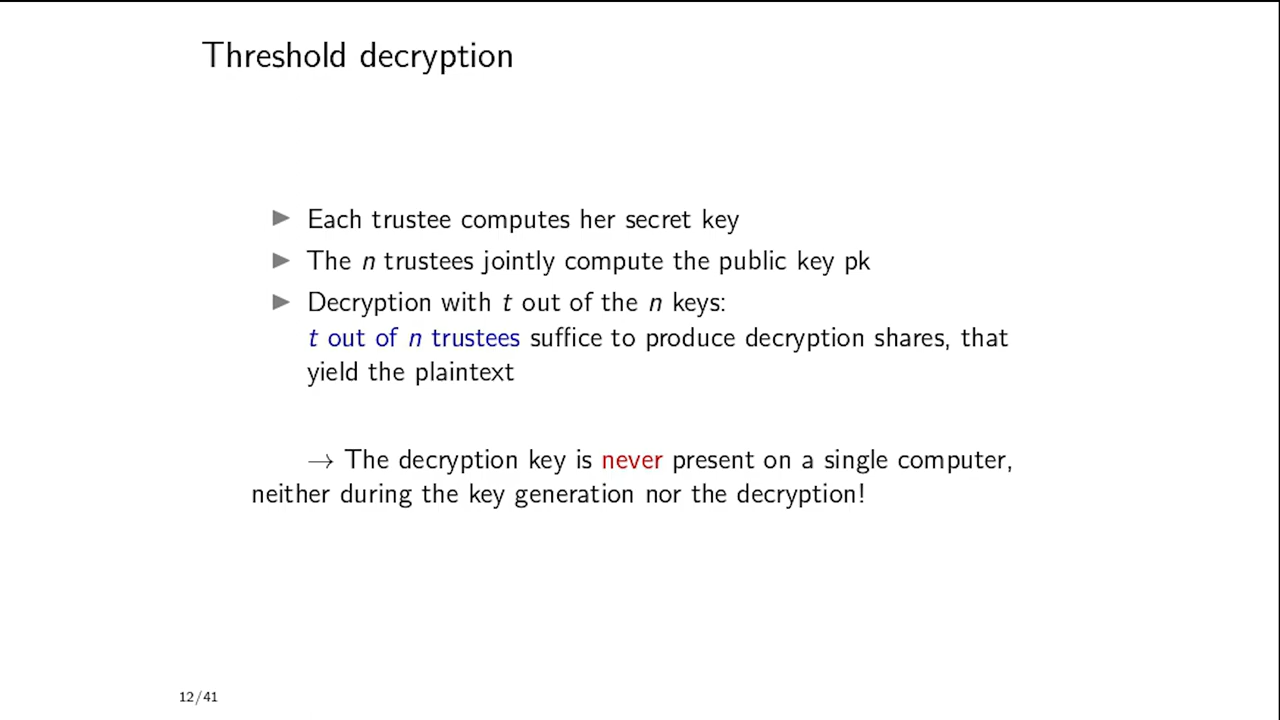 Threshold decryption
▶ Each trustee computes her secret key
▶ The n trustees jointly compute the public key pk
▶ Decryption with t out of the n keys:
t out of n trustees suffice to produce decryption shares, that
yield the plaintext
→ The decryption key is never present on a single computer,
neither during the key generation nor the decryption!
12/41